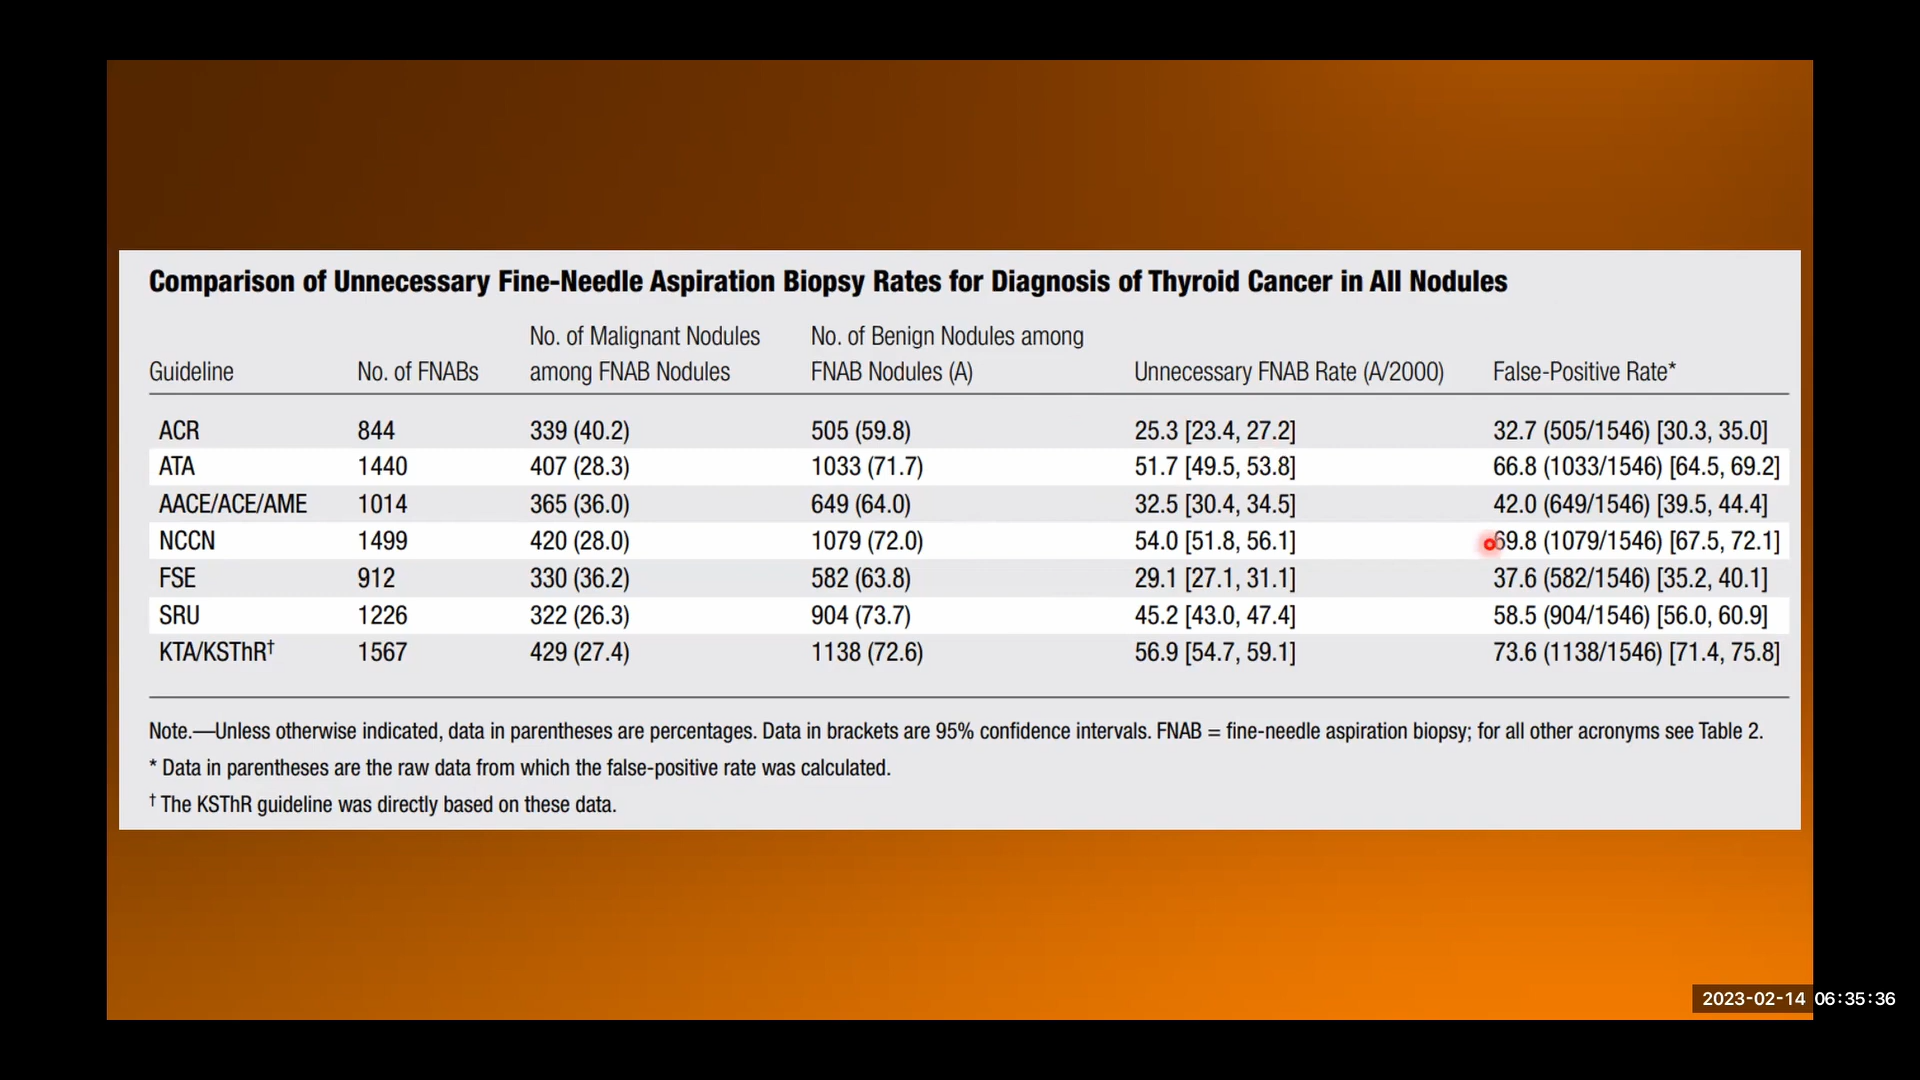 Comparison of Unnecessary Fine-Needle Aspiration Biopsy Rates for Diagnosis of Thyroid Cancer in All Nodules
Guideline No. of FNABs No. of Malignant Nodules among FNAB Nodules No. of Benign Nodules among FNAB Nodules (A) Unnecessary FNAB Rate (A/2000) False-Positive Rate*
ACR 844 339 (40.2) 505 (59.8) 25.3 [23.4, 27.2] 32.7 (505/1546) [30.3, 35.0]
ATA 1440 407 (28.3) 1033 (71.7) 51.7 [49.5, 53.8] 66.8 (1033/1546) [64.5, 69.2]
AACE/ACE/AME 1014 365 (36.0) 649 (64.0) 32.5 [30.4, 34.5] 42.0 (649/1546) [39.5, 44.4]
NCCN 1499 420 (28.0) 1079 (72.0) 54.0 [51.8, 56.1] 69.8 (1079/1546) [67.5, 72.1]
FSE 912 330 (36.2) 582 (63.8) 29.1 [27.1, 31.1] 37.6 (582/1546) [35.2, 40.1]
SRU 1226 322 (26.3) 904 (73.7) 45.2 [43.0, 47.4] 58.5 (904/1546) [56.0, 60.9]
KTA/KSThR† 1567 429 (27.4) 1138 (72.6) 56.9 [54.7, 59.1] 73.6 (1138/1546) [71.4, 75.8]
Note.—Unless otherwise indicated, data in parentheses are percentages. Data in brackets are 95% confidence intervals. FNAB = fine-needle aspiration biopsy; for all other acronyms see Table 2.
* Data in parentheses are the raw data from which the false-positive rate was calculated.
† The KSThR guideline was directly based on these data.
2023-02-14 06:35:36